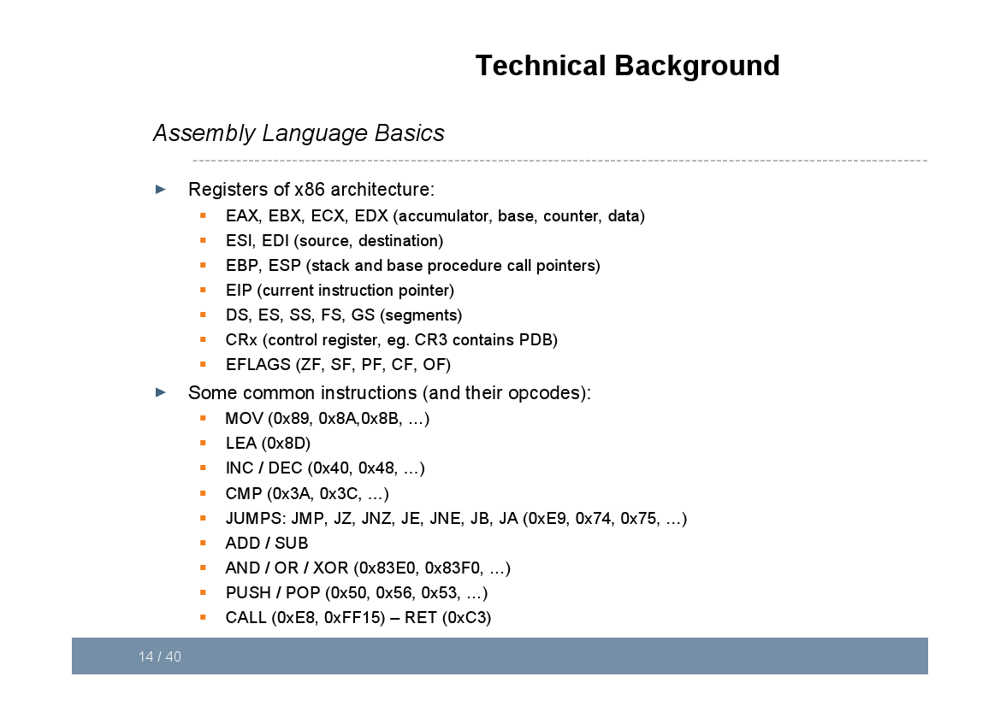 Technical Background
Assembly Language Basics
► Registers of x86 architecture:
▪ EAX, EBX, ECX, EDX (accumulator, base, counter, data)
▪ ESI, EDI (source, destination)
▪ EBP, ESP (stack and base procedure call pointers)
▪ EIP (current instruction pointer)
▪ DS, ES, SS, FS, GS (segments)
▪ CRx (control register, eg. CR3 contains PDB)
▪ EFLAGS (ZF, SF, PF, CF, OF)
► Some common instructions (and their opcodes):
▪ MOV (0x89, 0x8A,0x8B, …)
▪ LEA (0x8D)
▪ INC / DEC (0x40, 0x48, …)
▪ CMP (0x3A, 0x3C, …)
▪ JUMPS: JMP, JZ, JNZ, JE, JNE, JB, JA (0xE9, 0x74, 0x75, …)
▪ ADD / SUB
▪ AND / OR / XOR (0x83E0, 0x83F0, …)
▪ PUSH / POP (0x50, 0x56, 0x53, …)
▪ CALL (0xE8, 0xFF15) – RET (0xC3)
14 / 40